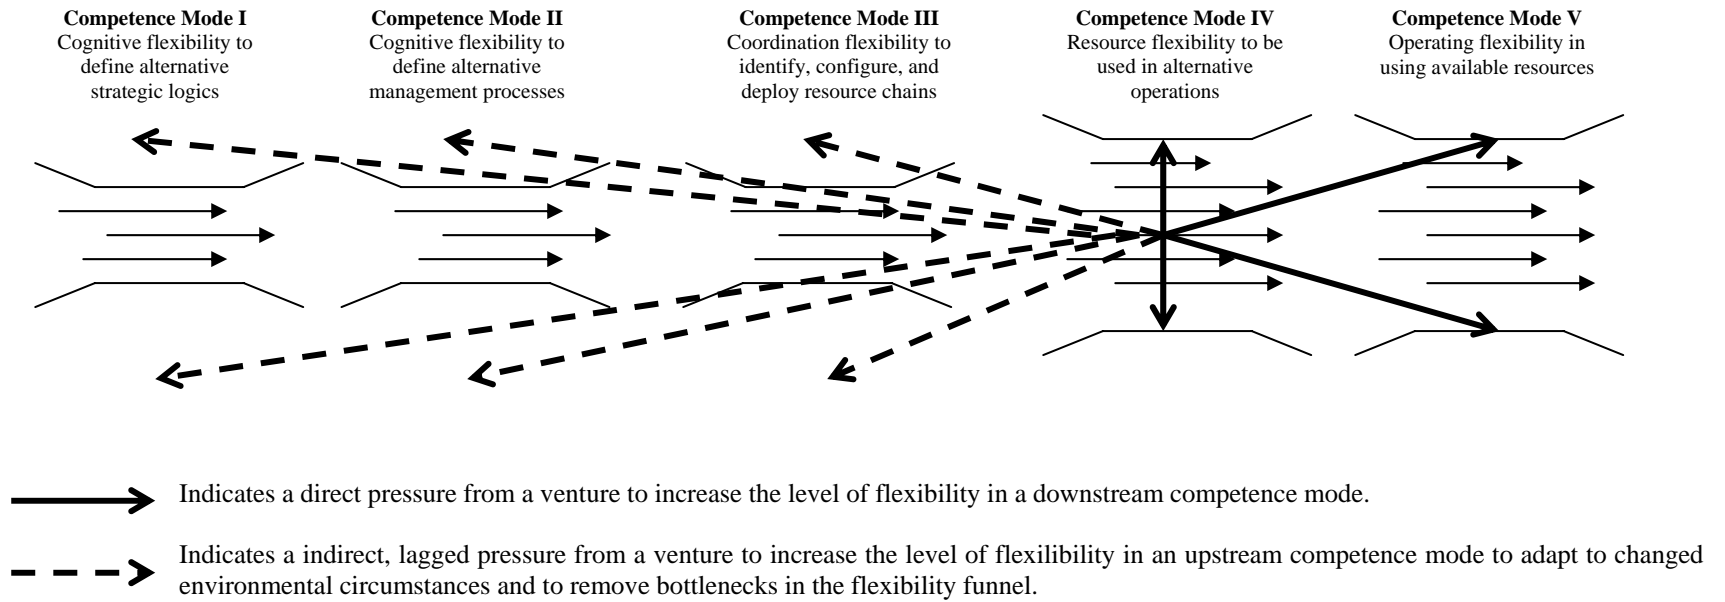 Competence Mode I
Cognitive flexibility to
define alternative
strategic logics
Competence Mode II
Cognitive flexibility to
define alternative
management processes
Competence Mode III
Coordination flexibility to
identify, configure, and
deploy resource chains
Competence Mode IV
Resource flexibility to be
used in alternative
operations
Competence Mode V
Operating flexibility in
using available resources
Indicates a direct pressure from a venture to increase the level of flexibility in a downstream competence mode.
Indicates a indirect, lagged pressure from a venture to increase the level of flexilibility in an upstream competence mode to adapt to changed
environmental circumstances and to remove bottlenecks in the flexibility funnel.